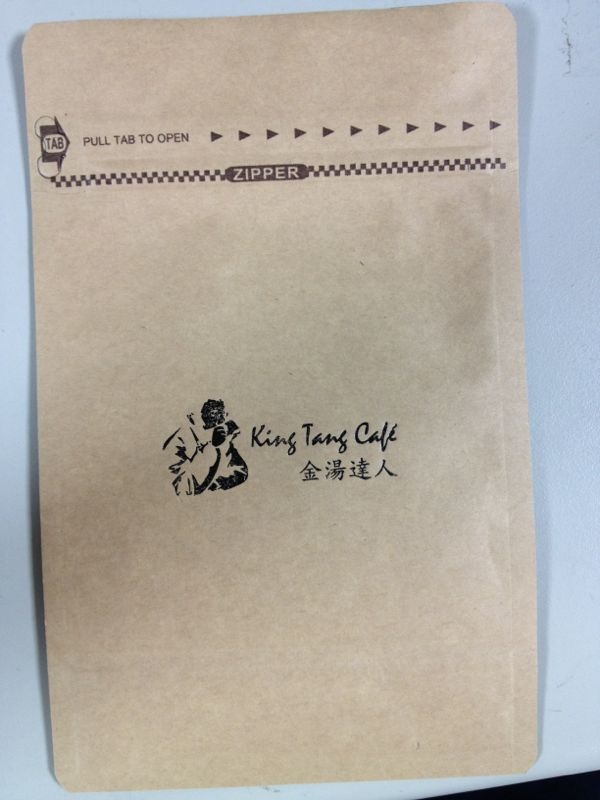 TAB
PULL TAB TO OPEN
ZIPPER
King Tang Café
金湯達人